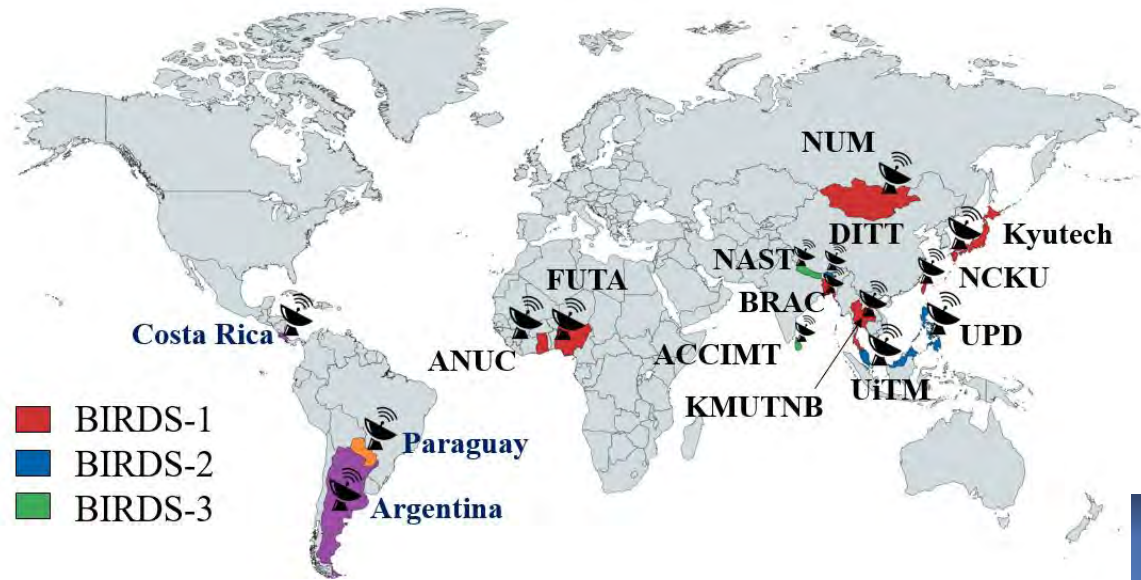 NUM
DITT
Kyutech
NAST
NCKU
FUTA
BRAC
UPD
Costa Rica
ANUC
ACCIMT
UiTM
KMUTNB
BIRDS-1
Paraguay
BIRDS-2
BIRDS-3
Argentina